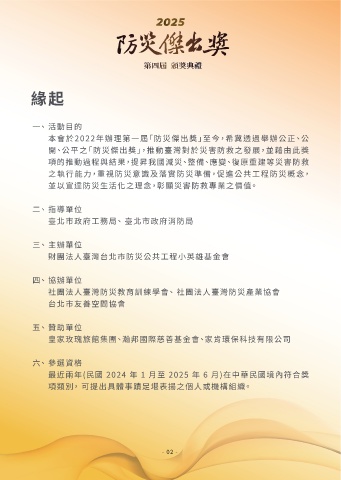 2025
防災傑出獎
第四屆 頒獎典禮
緣起
一、活動目的
本會於2022年辦理第一屆「防災傑出獎」至今，希冀透過舉辦公正、公
開、公平之「防災傑出獎」，推動臺灣對於災害防救之發展，並藉由此獎
項的推動過程與結果，提昇我國減災、整備、應變、復原重建等災害防救
之執行能力，重視防災意識及落實防災準備，促進公共工程防災概念，
並以宣達防災生活化之理念，彰顯災害防救專業之價值。
二、指導單位
臺北市政府工務局、臺北市政府消防局
三、主辦單位
財團法人臺灣台北市防災公共工程小英雄基金會
四、協辦單位
社團法人臺灣防災教育訓練學會、社團法人臺灣防災產業協會
台北市友善空間協會
五、贊助單位
皇家玫瑰旅館集團、瀚邦國際慈善基金會、家肯環保科技有限公司
六、參選資格
最近兩年(民國 2024 年 1 月至 2025 年 6 月)在中華民國境內符合獎
項類別，可提出具體事蹟足堪表揚之個人或機構組織。
- 02 -